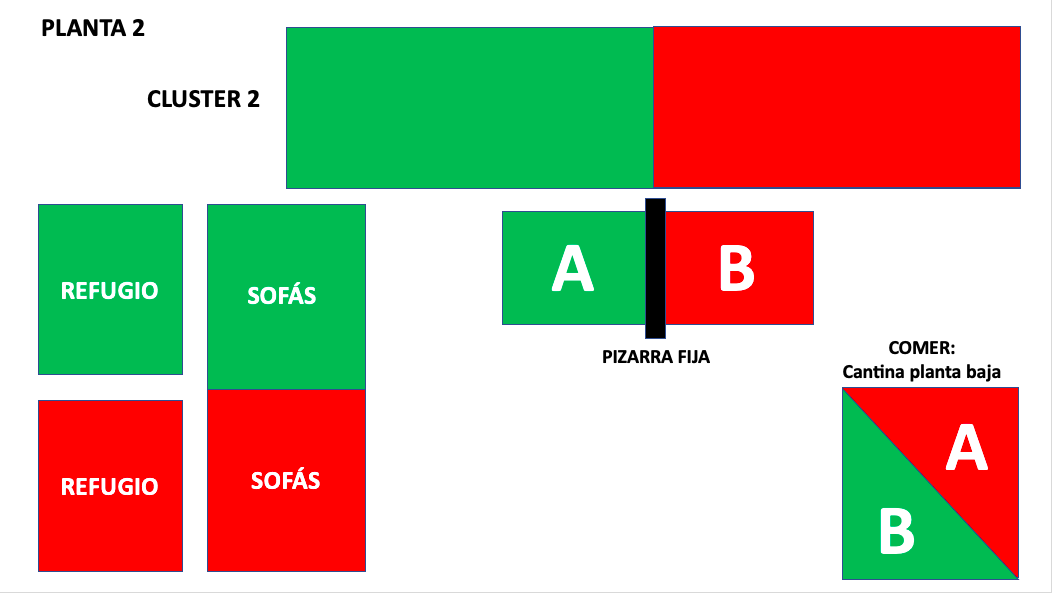 PLANTA 2
CLUSTER 2
REFUGIO
SOFÁS
A
B
PIZARRA FIJA
COMER:
Cantina planta baja
A
B
REFUGIO
SOFÁS